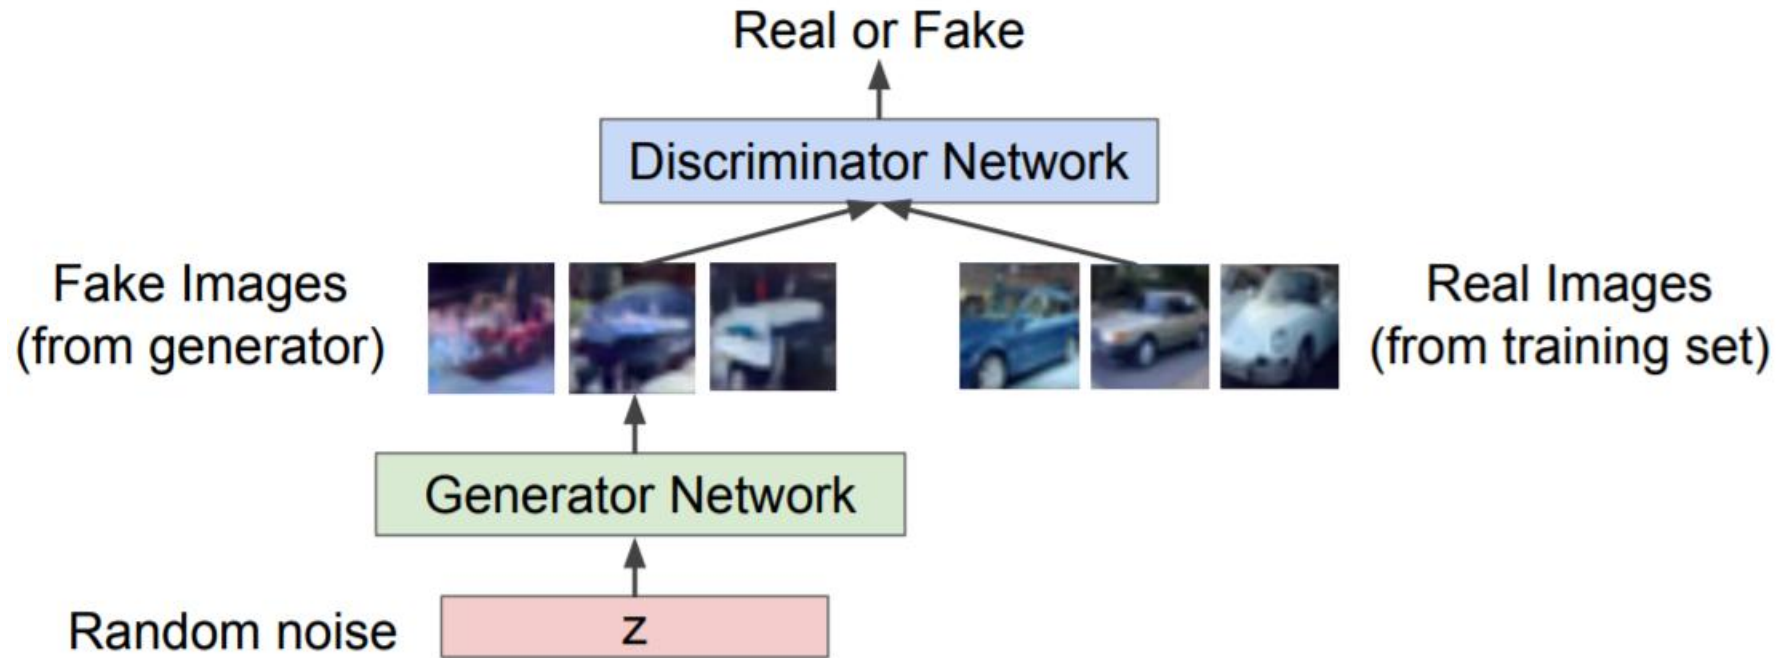 Real or Fake
Discriminator Network
Fake Images
(from generator)
Real Images
(from training set)
Generator Network
Random noise
z